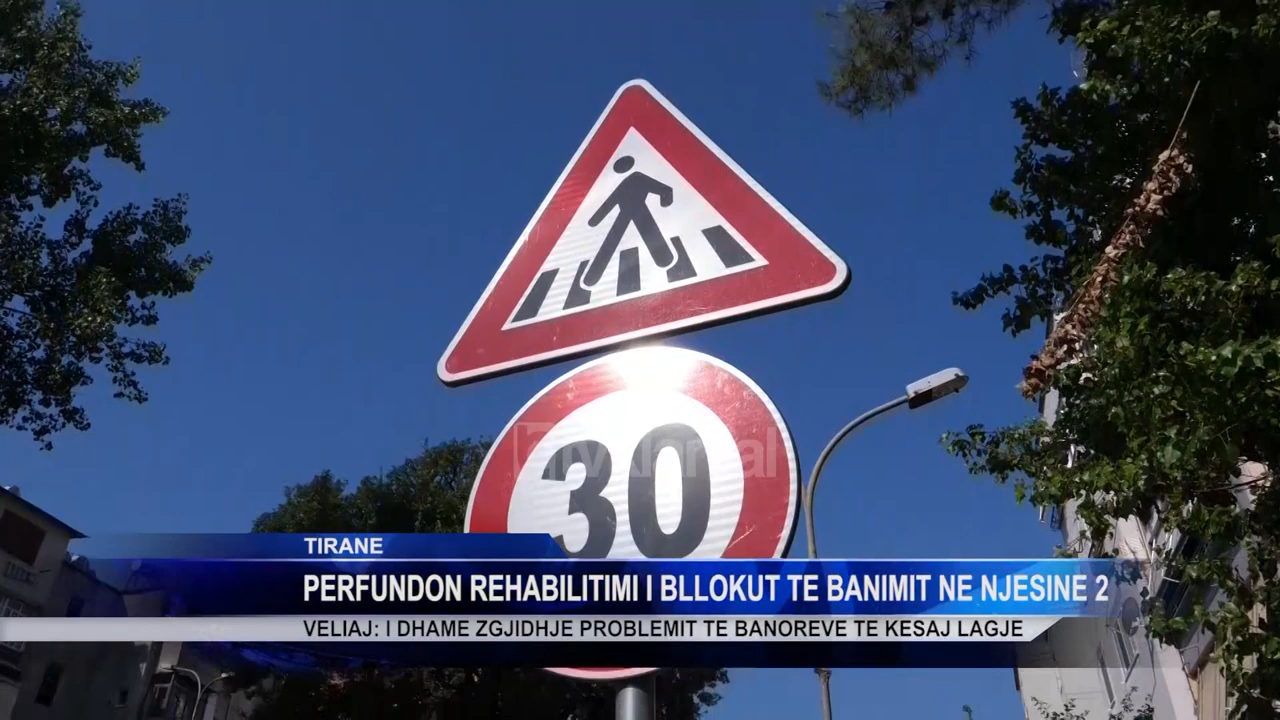 30
TIRANE
PERFUNDON REHABILITIMI I BLLOKUT TE BANIMIT NE NJESINE 2
VELIAJ: I DHAME ZGJIDHJE PROBLEMIT TE BANOREVE TE KESAJ LAGJE